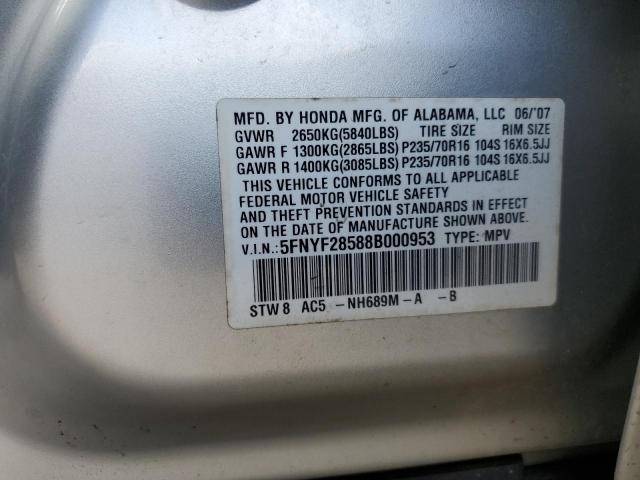 MFD. BY HONDA MFG. OF ALABAMA, LLC 06/'07
GVWR 2650KG(5840LBS) TIRE SIZE RIM SIZE
GAWR F 1300KG(2865LBS) P235/70R16 104S 16X6.5JJ
GAWR R 1400KG(3085LBS) P235/70R16 104S 16X6.5JJ
THIS VEHICLE CONFORMS TO ALL APPLICABLE
FEDERAL MOTOR VEHICLE SAFETY
AND THEFT PREVENTION STANDARDS IN EFFECT
ON THE DATE OF MANUFACTURE SHOWN ABOVE.
V.I.N.:5FNYF28588B000953 TYPE: MPV
STW 8 AC5 -NH689M-A -B